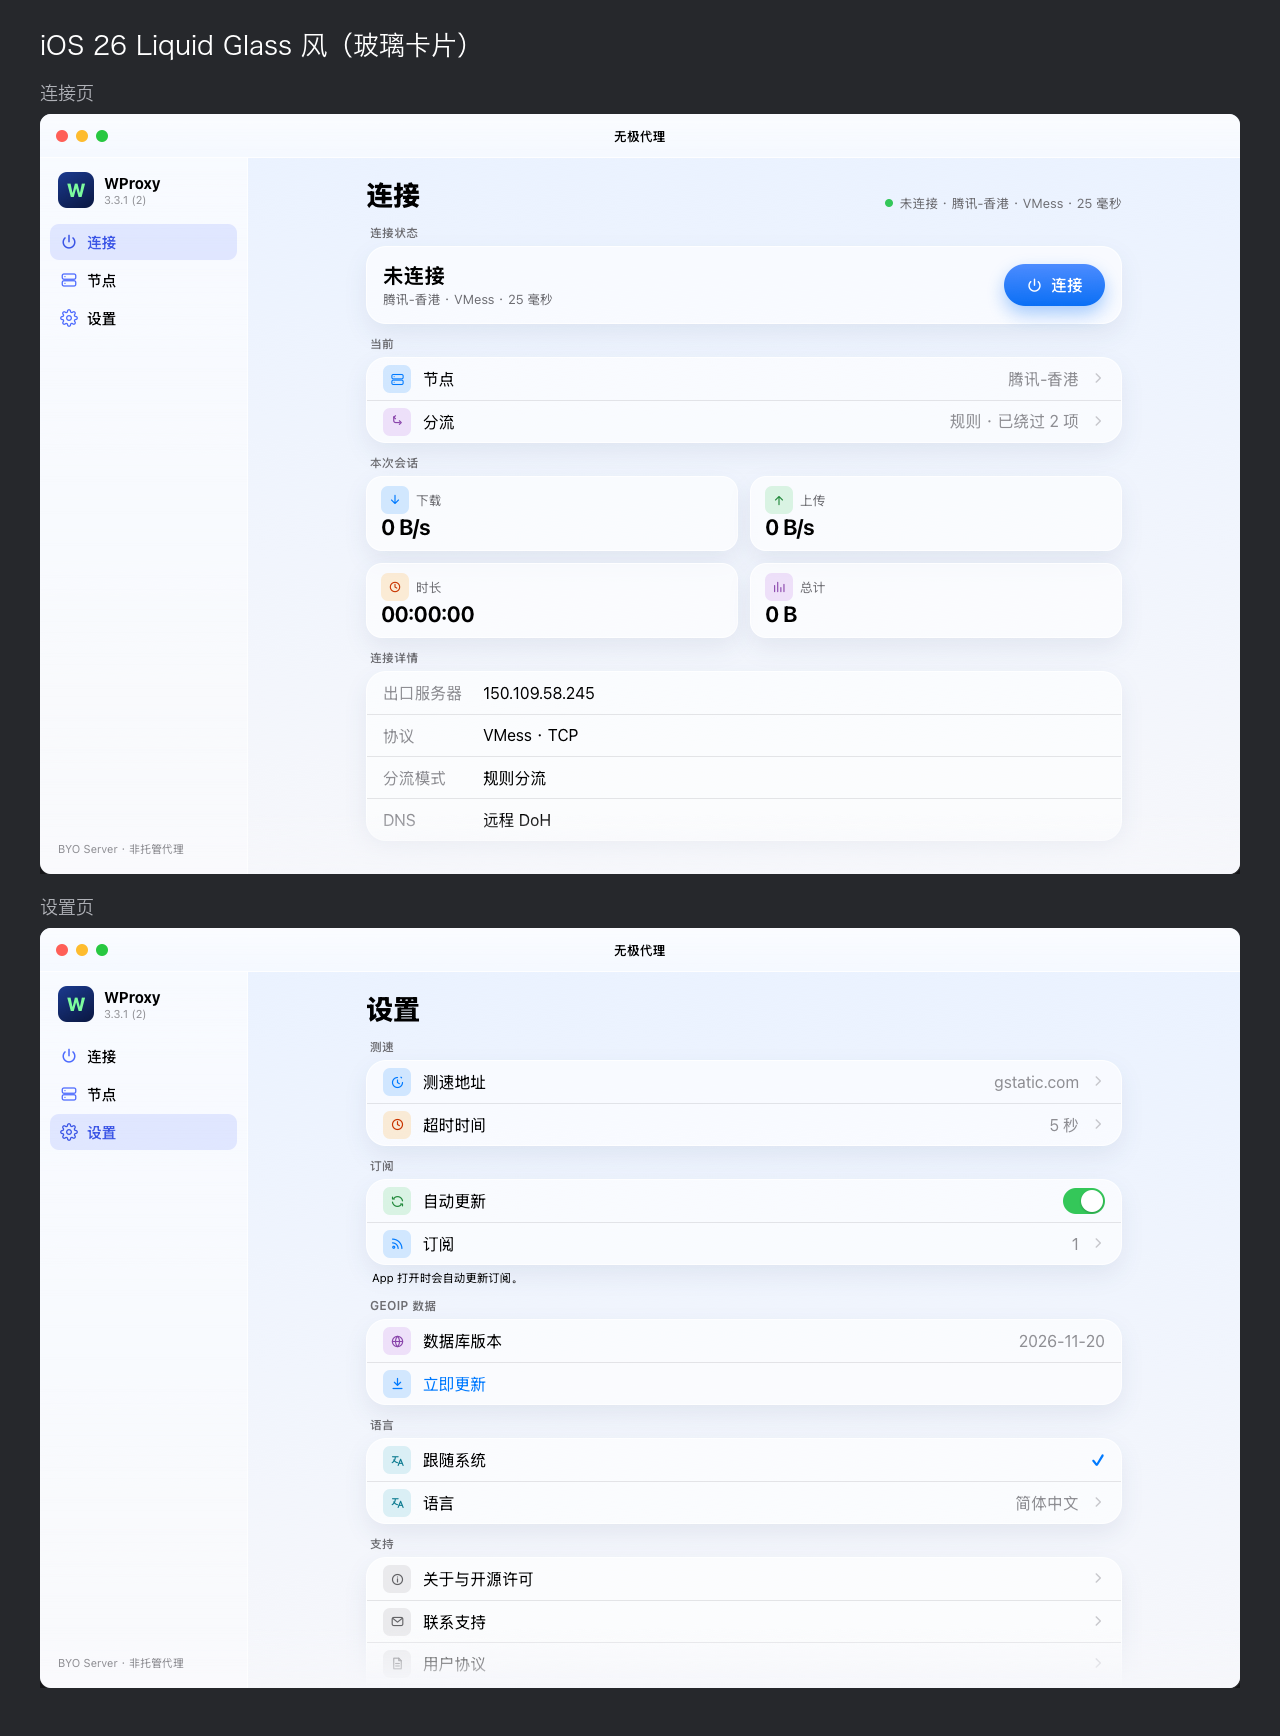 iOS 26 Liquid Glass 风（玻璃卡片）
连接页
无极代理
W
WProxy
3.3.1 (2)
连接
节点
设置
BYO Server · 非托管代理
连接
未连接 · 腾讯-香港 · VMess · 25 毫秒
连接状态
未连接
腾讯-香港 · VMess · 25 毫秒
连接
当前
节点 腾讯-香港
分流 规则 · 已绕过 2 项
本次会话
下载
0 B/s
上传
0 B/s
时长
00:00:00
总计
0 B
连接详情
出口服务器 150.109.58.245
协议 VMess · TCP
分流模式 规则分流
DNS 远程 DoH
设置页
无极代理
W
WProxy
3.3.1 (2)
连接
节点
设置
BYO Server · 非托管代理
设置
测速
测速地址 gstatic.com
超时时间 5 秒
订阅
自动更新
订阅 1
App 打开时会自动更新订阅。
GEOIP 数据
数据库版本 2026-11-20
立即更新
语言
跟随系统
语言 简体中文
支持
关于与开源许可
联系支持
用户协议